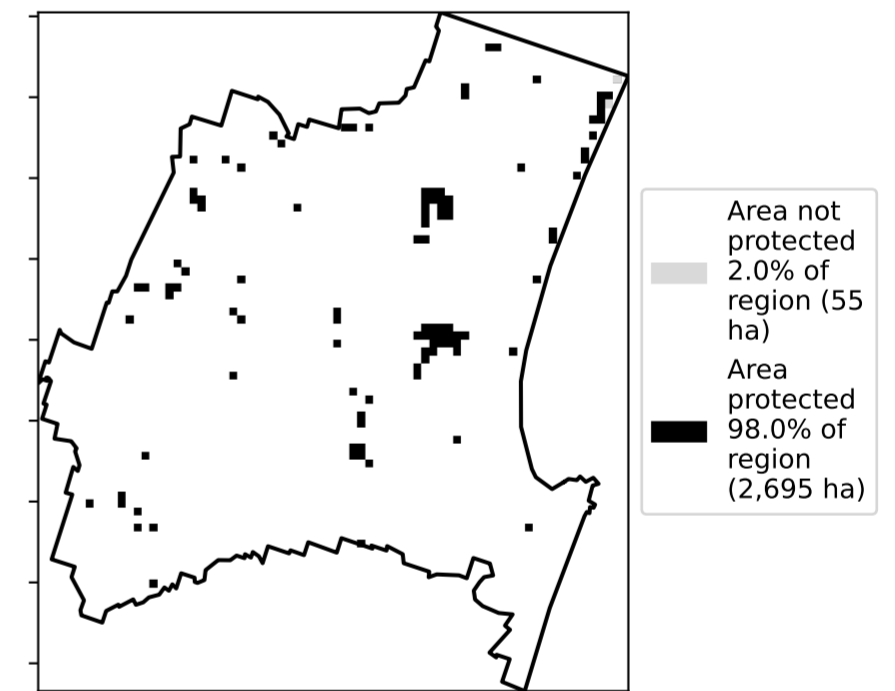 Area not
protected
2.0% of
region (55
ha)
Area
protected
98.0% of
region
(2,695 ha)